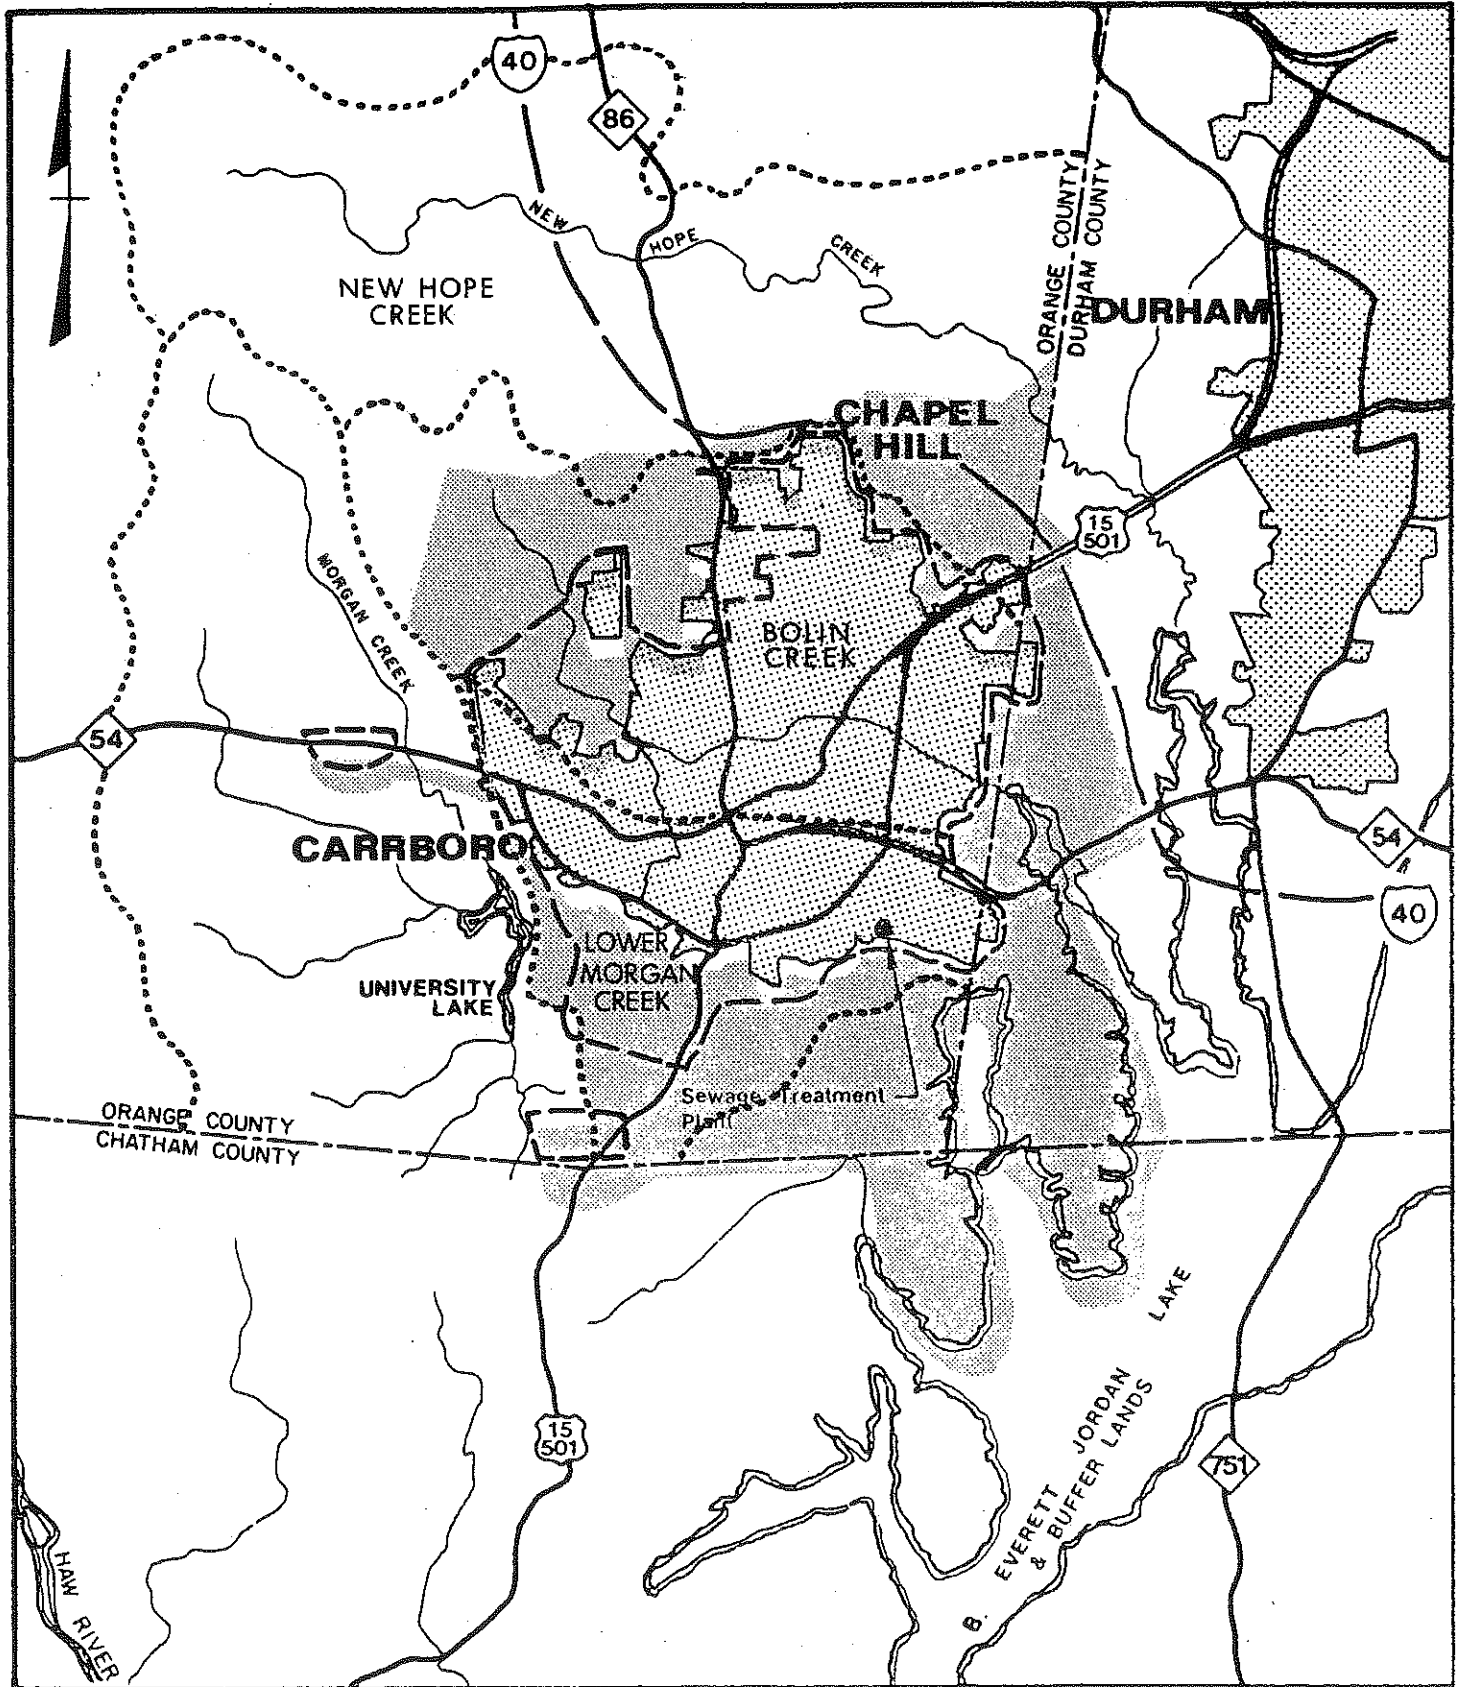 40
86
NEW HOPE CREEK
ORANGE COUNTY
DURHAM COUNTY
NEW HOPE
CREEK
DURHAM
CHAPEL
HILL
15
501
MORGAN CREEK
BOLIN
CREEK
54
CARRBORO
54
40
LOWER
MORGAN
CREEK
UNIVERSITY
LAKE
Sewage Treatment
Plant
ORANGE COUNTY
CHATHAM COUNTY
15
501
B. EVERETT JORDAN LAKE
& BUFFER LANDS
751
HAW RIVER